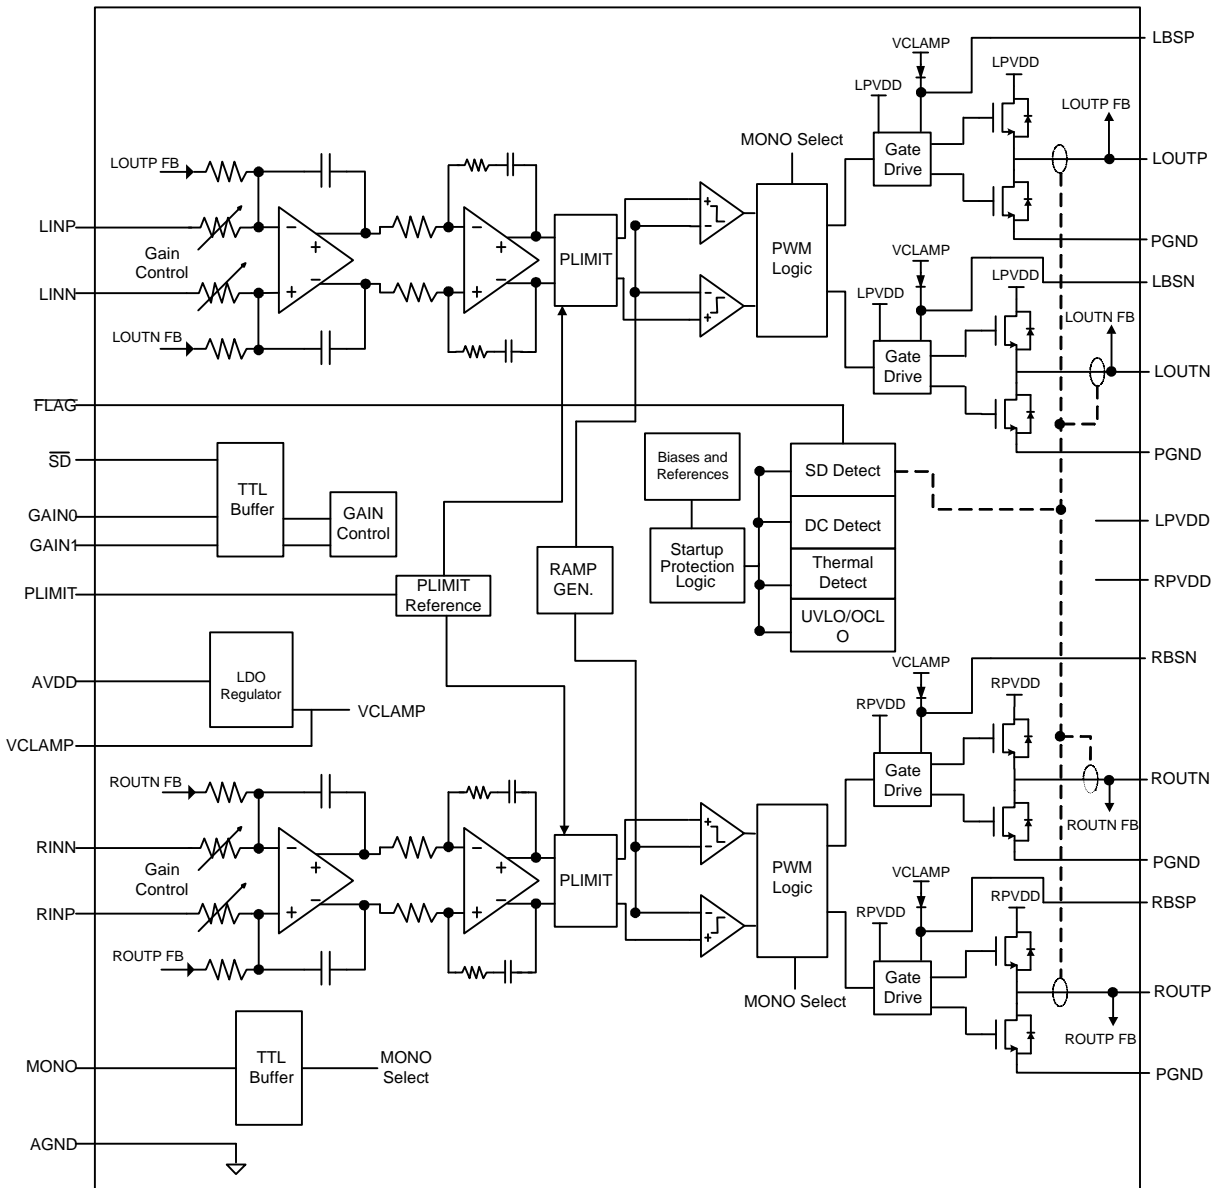 LBSP
VCLAMP
LPVDD
LPVDD
LOUTP FB
MONO Select
LOUTP FB
Gate
Drive
LOUTP
LINP
Gain
Control
PLIMIT
PWM
Logic
PGND
VCLAMP
LPVDD
LBSN
LPVDD
LINN
LOUTN FB
LOUTN FB
Gate
Drive
LOUTN
FLAG
PGND
SD
TTL
Buffer
GAIN0
GAIN1
GAIN
Control
Biases and
References
SD Detect
DC Detect
LPVDD
Startup
Protection
Logic
Thermal
Detect
RAMP
GEN.
PLIMIT
PLIMIT
Reference
RPVDD
UVLO/OCL
O
RBSN
VCLAMP
AVDD
LDO
Regulator
VCLAMP
RPVDD
RPVDD
VCLAMP
ROUTN FB
Gate
Drive
ROUTN
ROUTN FB
RINN
Gain
Control
PLIMIT
PWM
Logic
PGND
VCLAMP
RBSP
RPVDD
RPVDD
RINP
ROUTP FB
Gate
Drive
MONO Select
ROUTP
ROUTP FB
MONO
TTL
Buffer
MONO
Select
PGND
AGND
+
−
+
−
−
+
+
−
−
+
+
−
−
+
−
+
+
−
−
+
+
−
−
+
+
−
−
+